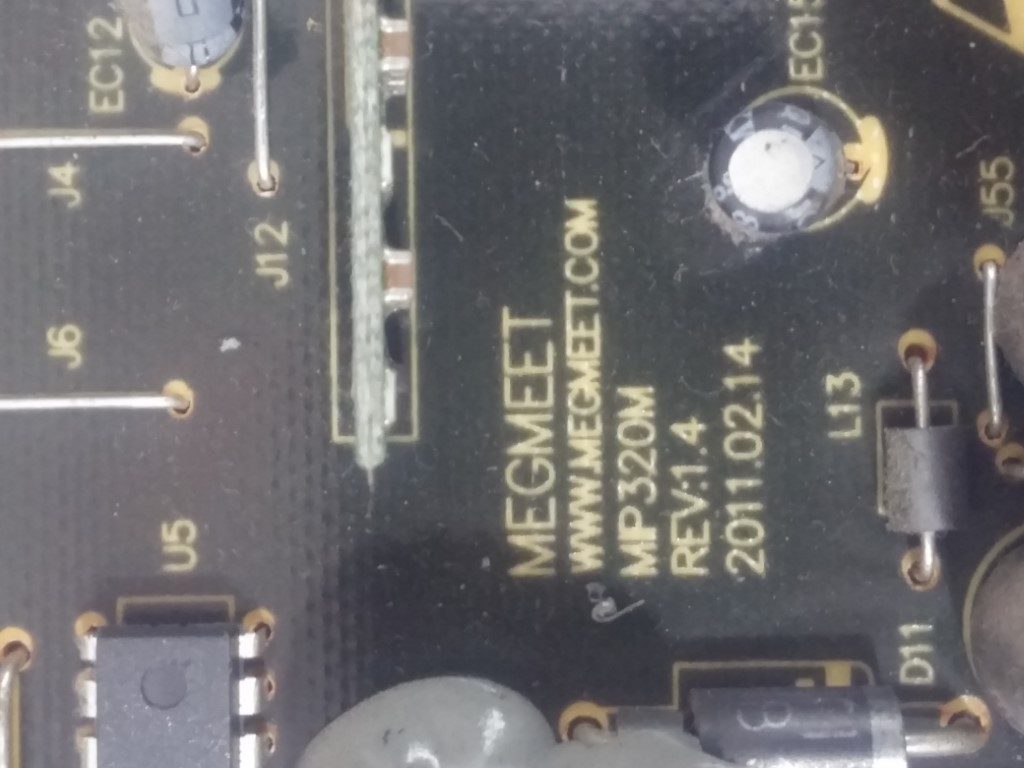 MEGMEET
WWW.MEGMEET.COM
MP320M
REV:1.4
2011.02.14
EC12
J4
J12
J6
U5
L13
J55
D11